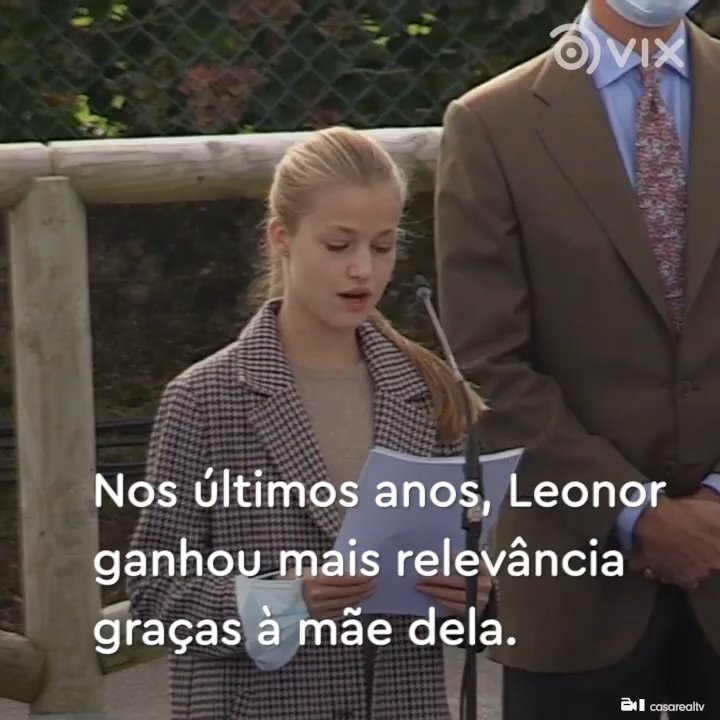 VIX
Nos últimos anos, Leonor
ganhou mais relevância
graças à mãe dela.
casarealtv